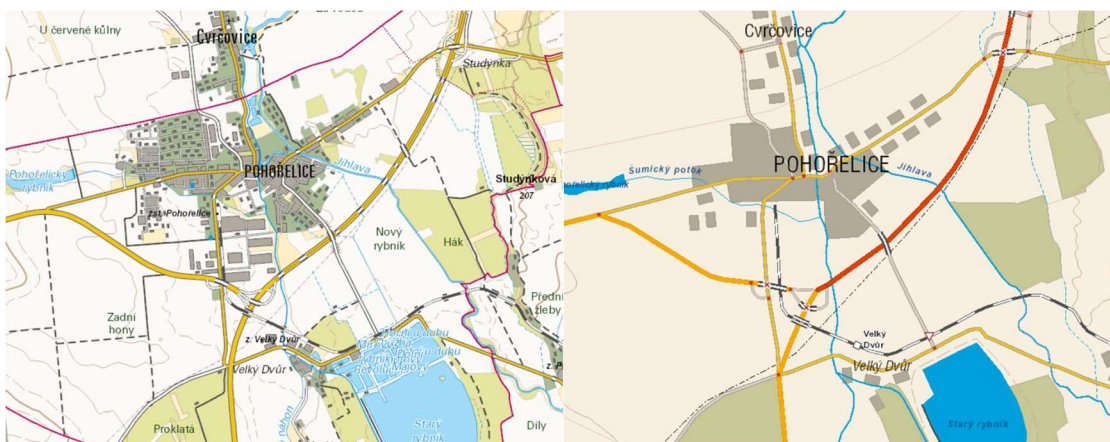 U červené kůlny
Cvrčovice
Studýnka
POHOŘELICE
Jihlava
Pohořelický
rybník
zst. Pohořelice
Studýnková
207
Nový
rybník
Hák
Zadní
hony
Přední
žleby
z. Velký Dvůr
Velký Dvůr
Starý
rybník
Proklatá
Díly
Cvrčovice
POHOŘELICE
Šumický potok
Jihlava
Velký
Dvůr
Velký Dvůr
Starý rybník